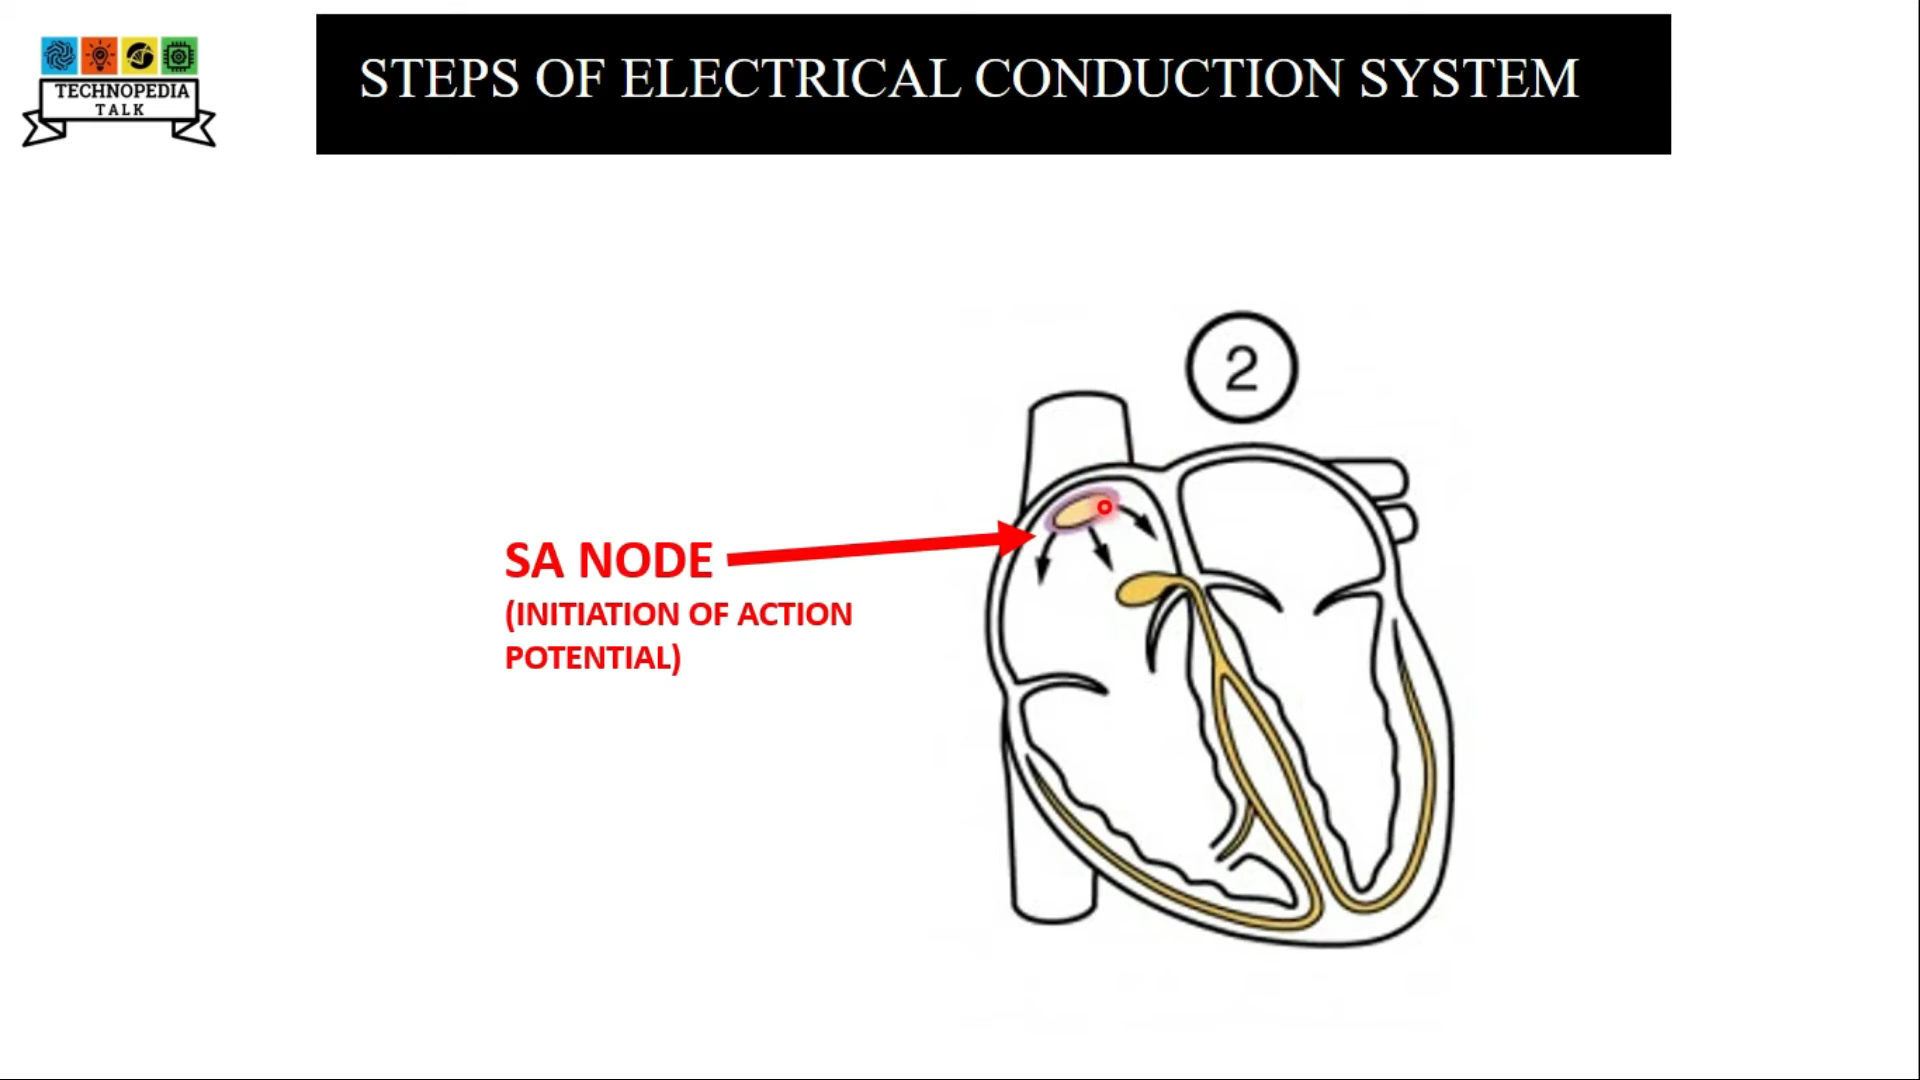 TECHNOPEDIA
TALK
STEPS OF ELECTRICAL CONDUCTION SYSTEM
2
SA NODE
(INITIATION OF ACTION
POTENTIAL)